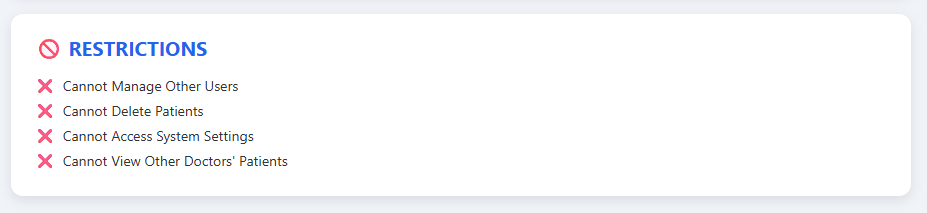 RESTRICTIONS
Cannot Manage Other Users
Cannot Delete Patients
Cannot Access System Settings
Cannot View Other Doctors' Patients